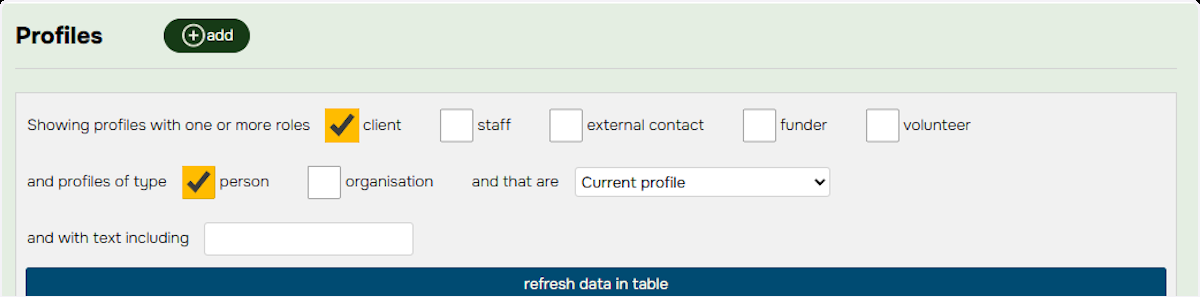 Profiles add
Showing profiles with one or more roles client staff external contact funder volunteer
and profiles of type person organisation and that are Current profile
and with text including
refresh data in table